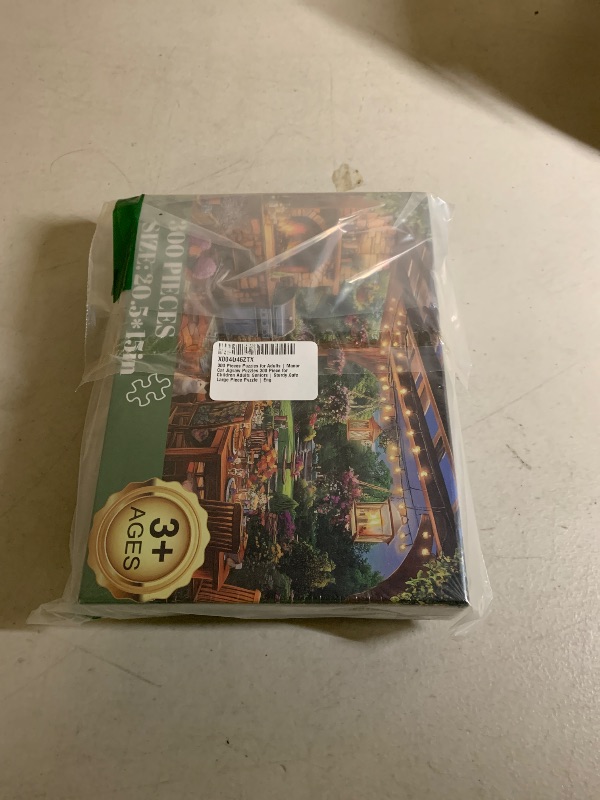 300 PIECES
SIZE:20.5*15in
X004U46ZTX
300 Pieces Puzzles for Adults | Manor
Cat Jigsaw Puzzles 300 Piece for
Children Adults Seniors | Sturdy Safe
Large Piece Puzzle | Eng
3+
AGES